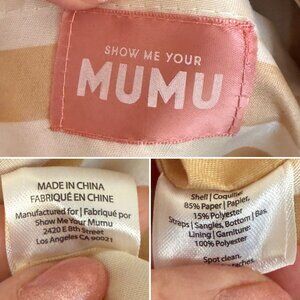 SHOW ME YOUR
MUMU
MADE IN CHINA
FABRIQUÉ EN CHINE
Manufactured for | Fabriqué por
Show Me Your Mumu
2420 E 8th Street
Los Angeles CA 90021
Shell | Coquille:
85% Paper | Papier,
15% Polyester
Straps | Sangles, Bottom | Bas,
Lining | Garniture:
100% Polyester
Spot clean.